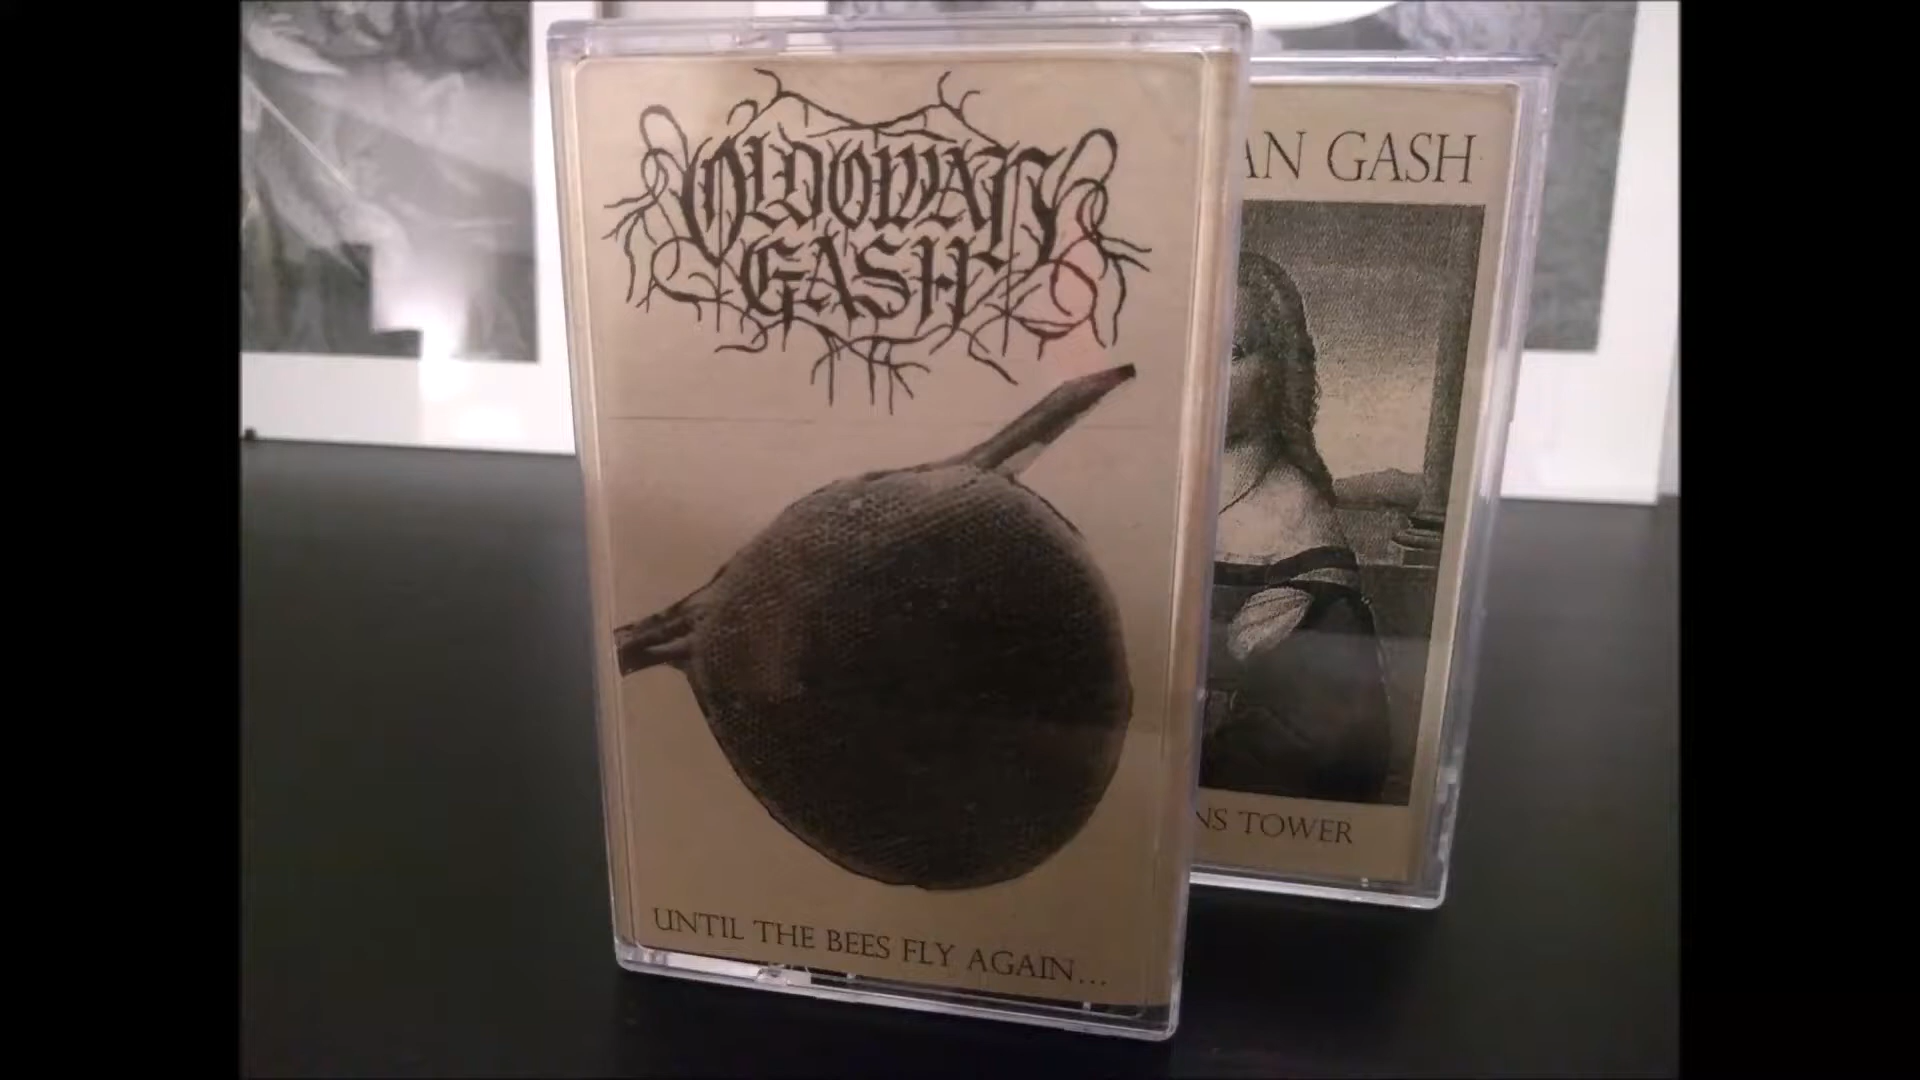 OLDOWAN
GASH
UNTIL THE BEES FLY AGAIN...
AN GASH
NS TOWER